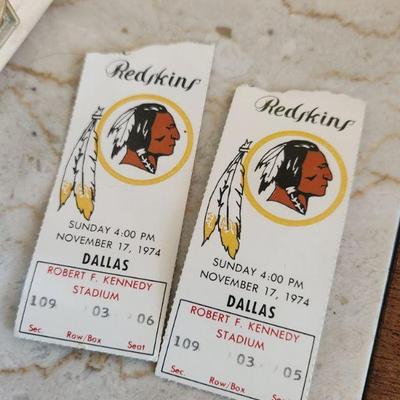 Redskins
SUNDAY 4:00 PM
NOVEMBER 17, 1974
DALLAS
ROBERT F. KENNEDY
STADIUM
109 03 06
Sec. Row/Box Seat
Redskins
SUNDAY 4:00 PM
NOVEMBER 17, 1974
DALLAS
ROBERT F. KENNEDY
STADIUM
109 03 05
Sec. Row/Box Seat